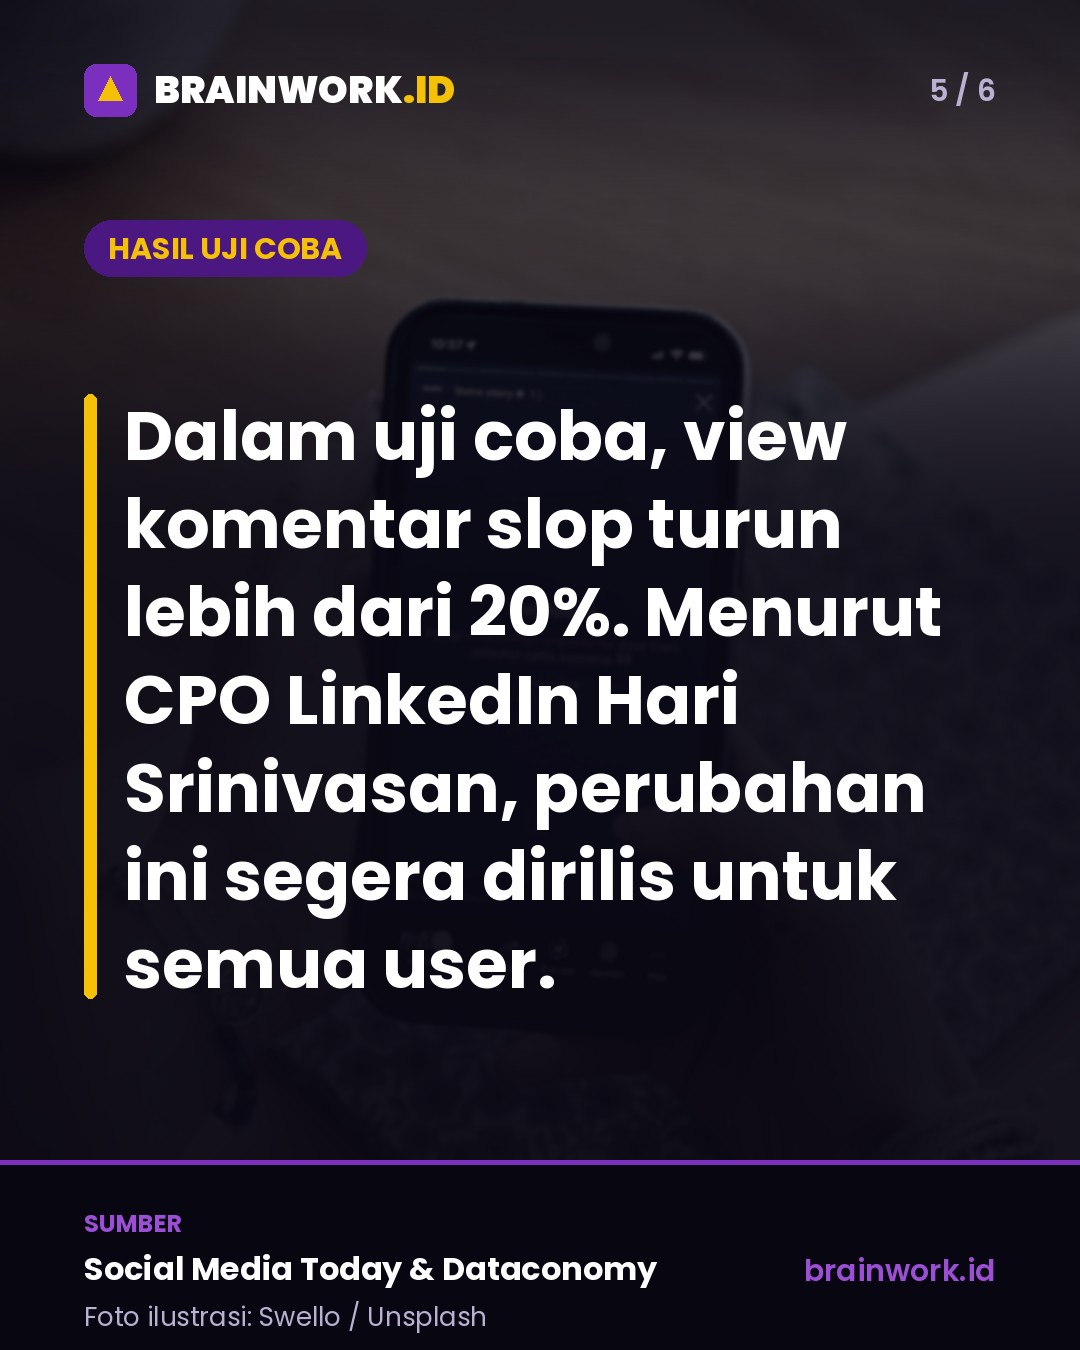 BRAINWORK.ID
5 / 6
HASIL UJI COBA
Dalam uji coba, view
komentar slop turun
lebih dari 20%. Menurut
CPO LinkedIn Hari
Srinivasan, perubahan
ini segera dirilis untuk
semua user.
SUMBER
Social Media Today & Dataconomy
brainwork.id
Foto ilustrasi: Swello / Unsplash